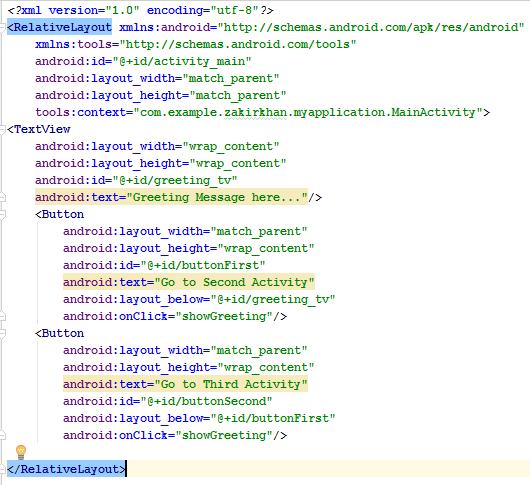 <?xml version="1.0" encoding="utf-8"?>
<RelativeLayout xmlns:android="http://schemas.android.com/apk/res/android"
    xmlns:tools="http://schemas.android.com/tools"
    android:id="@+id/activity_main"
    android:layout_width="match_parent"
    android:layout_height="match_parent"
    tools:context="com.example.zakirkhan.myapplication.MainActivity">
<TextView
    android:layout_width="wrap_content"
    android:layout_height="wrap_content"
    android:id="@+id/greeting_tv"
    android:text="Greeting Message here..."/>
    <Button
        android:layout_width="match_parent"
        android:layout_height="wrap_content"
        android:id="@+id/buttonFirst"
        android:text="Go to Second Activity"
        android:layout_below="@+id/greeting_tv"
        android:onClick="showGreeting"/>
    <Button
        android:layout_width="match_parent"
        android:layout_height="wrap_content"
        android:text="Go to Third Activity"
        android:id="@+id/buttonSecond"
        android:layout_below="@+id/buttonFirst"
        android:onClick="showGreeting"/>
</RelativeLayout>